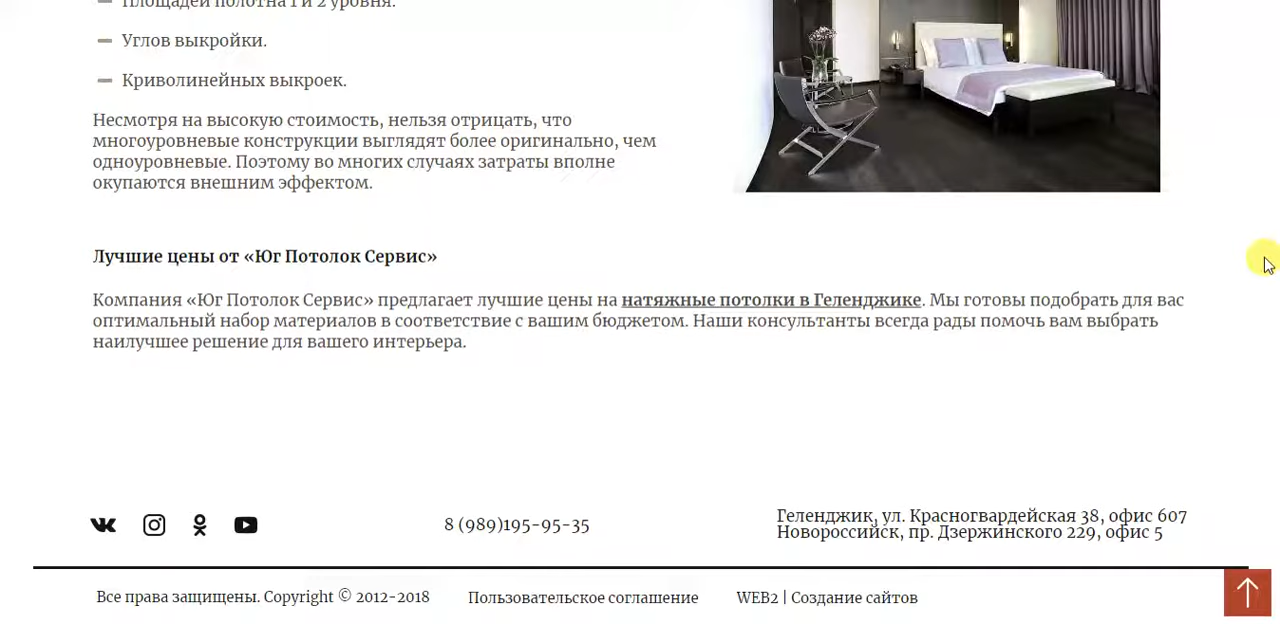 Площадей полотна 1 и 2 уровня.
Углов выкройки.
Криволинейных выкроек.
Несмотря на высокую стоимость, нельзя отрицать, что
многоуровневые конструкции выглядят более оригинально, чем
одноуровневые. Поэтому во многих случаях затраты вполне
окупаются внешним эффектом.
Лучшие цены от «Юг Потолок Сервис»
Компания «Юг Потолок Сервис» предлагает лучшие цены на натяжные потолки в Геленджике. Мы готовы подобрать для вас
оптимальный набор материалов в соответствие с вашим бюджетом. Наши консультанты всегда рады помочь вам выбрать
наилучшее решение для вашего интерьера.
8 (989)195-95-35
Геленджик, ул. Красногвардейская 38, офис 607
Новороссийск, пр. Дзержинского 229, офис 5
Все права защищены. Copyright © 2012-2018
Пользовательское соглашение
WEB2 | Создание сайтов